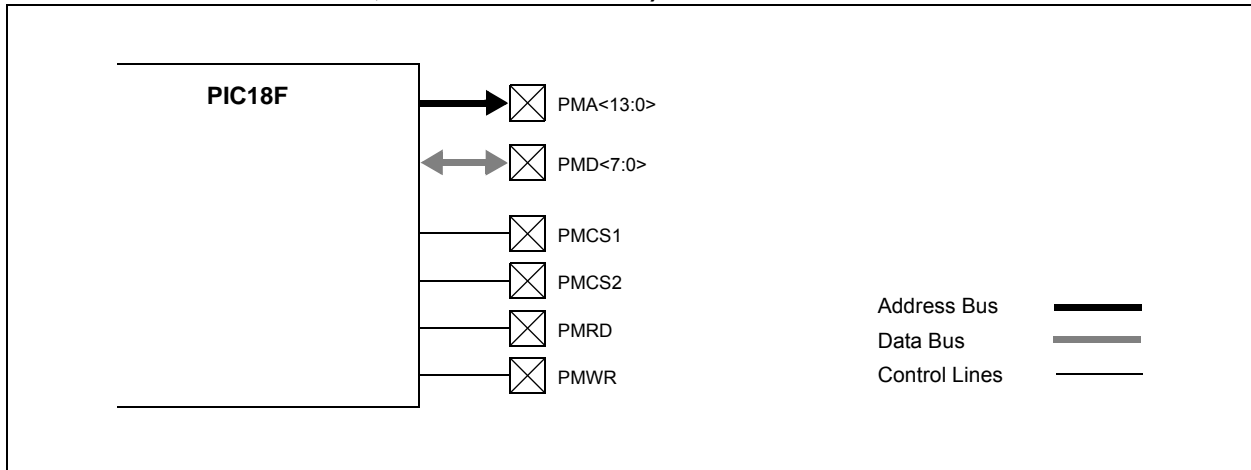 PIC18F
PMA<13:0>
PMD<7:0>
PMCS1
PMCS2
PMRD
PMWR
Address Bus
Data Bus
Control Lines